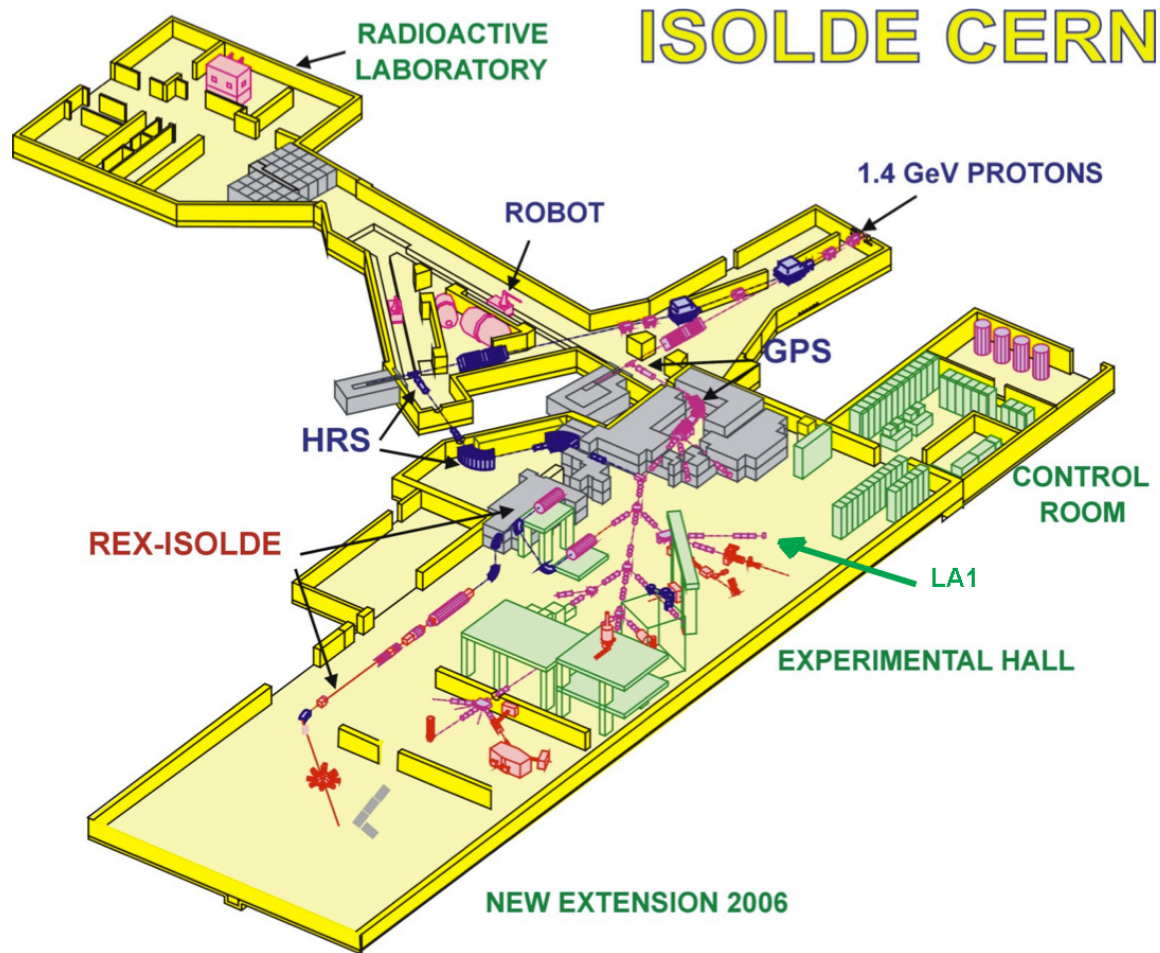 ISOLDE CERN
RADIOACTIVE
LABORATORY
1.4 GeV PROTONS
ROBOT
GPS
HRS
CONTROL
ROOM
REX-ISOLDE
LA1
EXPERIMENTAL HALL
NEW EXTENSION 2006